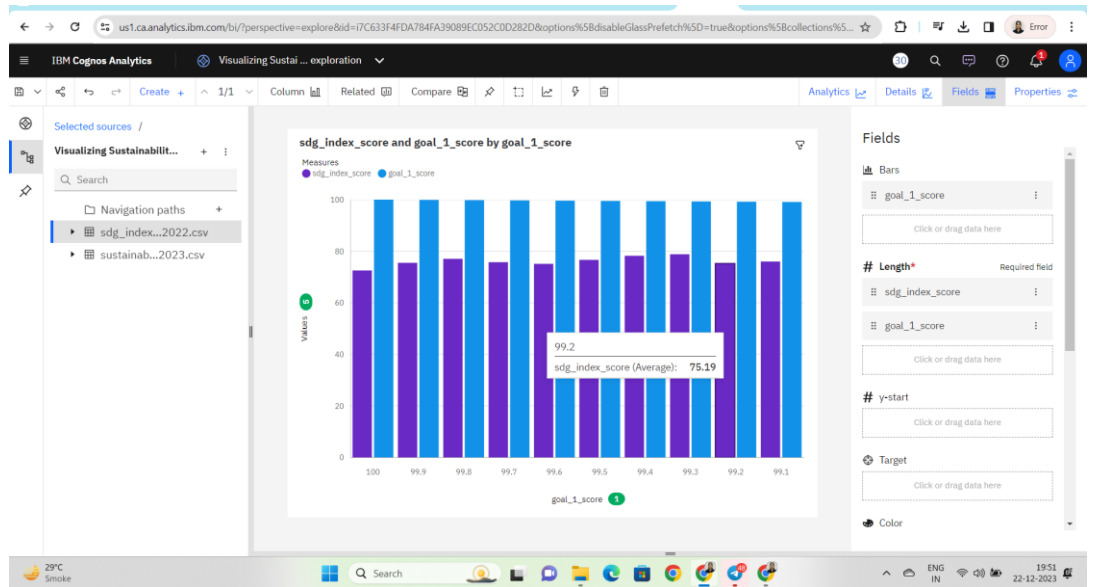 us1.ca.analytics.ibm.com/bi/?perspective=explore&id=i7C633F4FDA784FA39089EC052C0D282D&options%5BdisableGlassPrefetch%5D=true&options%5Bcollections%5...
Error
IBM Cognos Analytics
Visualizing Sustai ... exploration
30
1
Create +
1/1
Column
Related
Compare
Analytics
Details
Fields
Properties
Selected sources /
Visualizing Sustainabilit...
Search
Navigation paths
sdg_index...2022.csv
sustainab...2023.csv
sdg_index_score and goal_1_score by goal_1_score
Measures
sdg_index_score
goal_1_score
100
80
60
40
20
0
Values
5
99.2
sdg_index_score (Average): 75.19
100 99.9 99.8 99.7 99.6 99.5 99.4 99.3 99.2 99.1
goal_1_score 1
Fields
Bars
goal_1_score
Click or drag data here
# Length* Required field
sdg_index_score
goal_1_score
Click or drag data here
# y-start
Click or drag data here
Target
Click or drag data here
Color
29°C
Smoke
Search
ENG
IN
19:51
22-12-2023